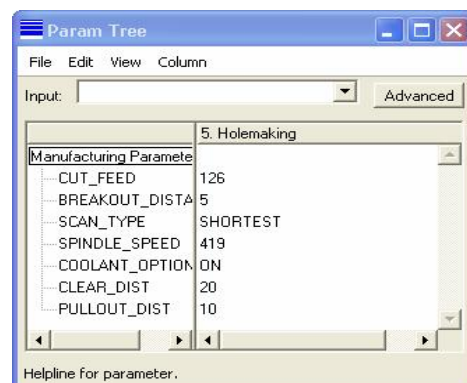 Param Tree
File Edit View Column
Input: Advanced
5. Holemaking
Manufacturing Paramete
CUT_FEED 126
BREAKOUT_DISTA 5
SCAN_TYPE SHORTEST
SPINDLE_SPEED 419
COOLANT_OPTION ON
CLEAR_DIST 20
PULLOUT_DIST 10
Helpline for parameter.